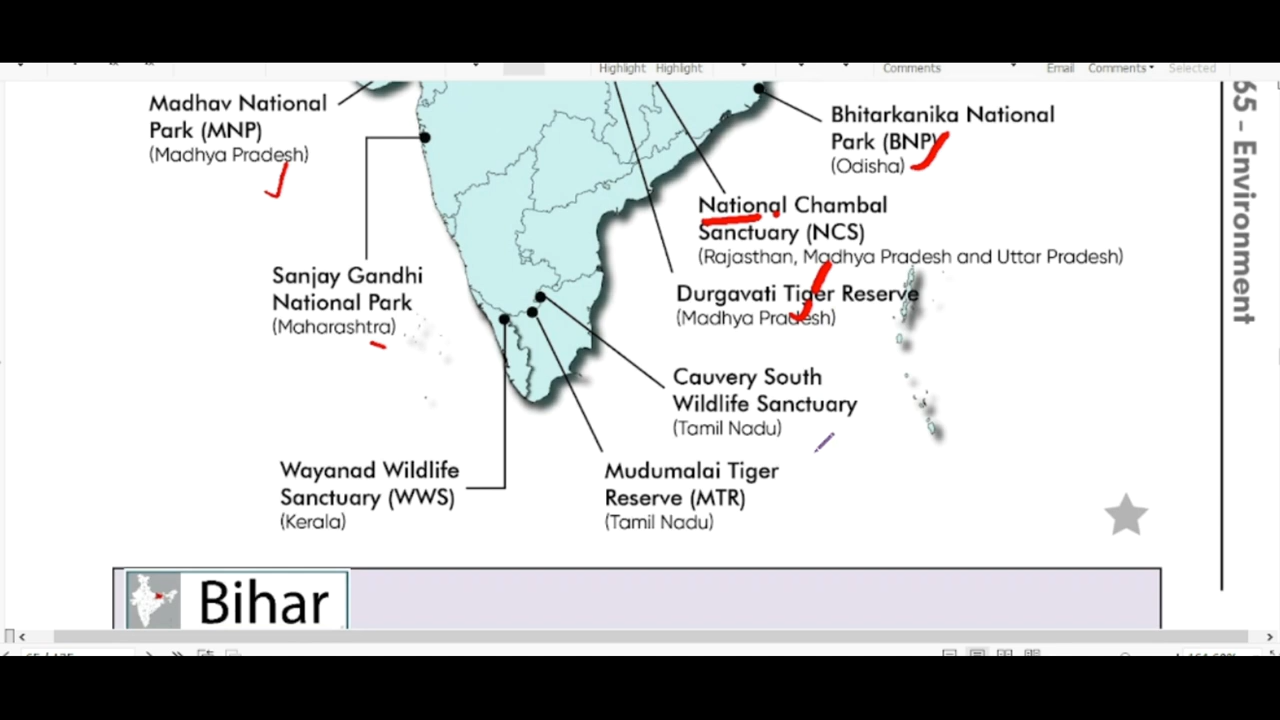 Highlight Highlight Comments Email Comments Selected
Madhav National
Park (MNP)
(Madhya Pradesh)
Bhitarkanika National
Park (BNP)
(Odisha)
National Chambal
Sanctuary (NCS)
(Rajasthan, Madhya Pradesh and Uttar Pradesh)
Sanjay Gandhi
National Park
(Maharashtra)
Durgavati Tiger Reserve
(Madhya Pradesh)
Cauvery South
Wildlife Sanctuary
(Tamil Nadu)
Wayanad Wildlife
Sanctuary (WWS)
(Kerala)
Mudumalai Tiger
Reserve (MTR)
(Tamil Nadu)
65 – Environment
Bihar